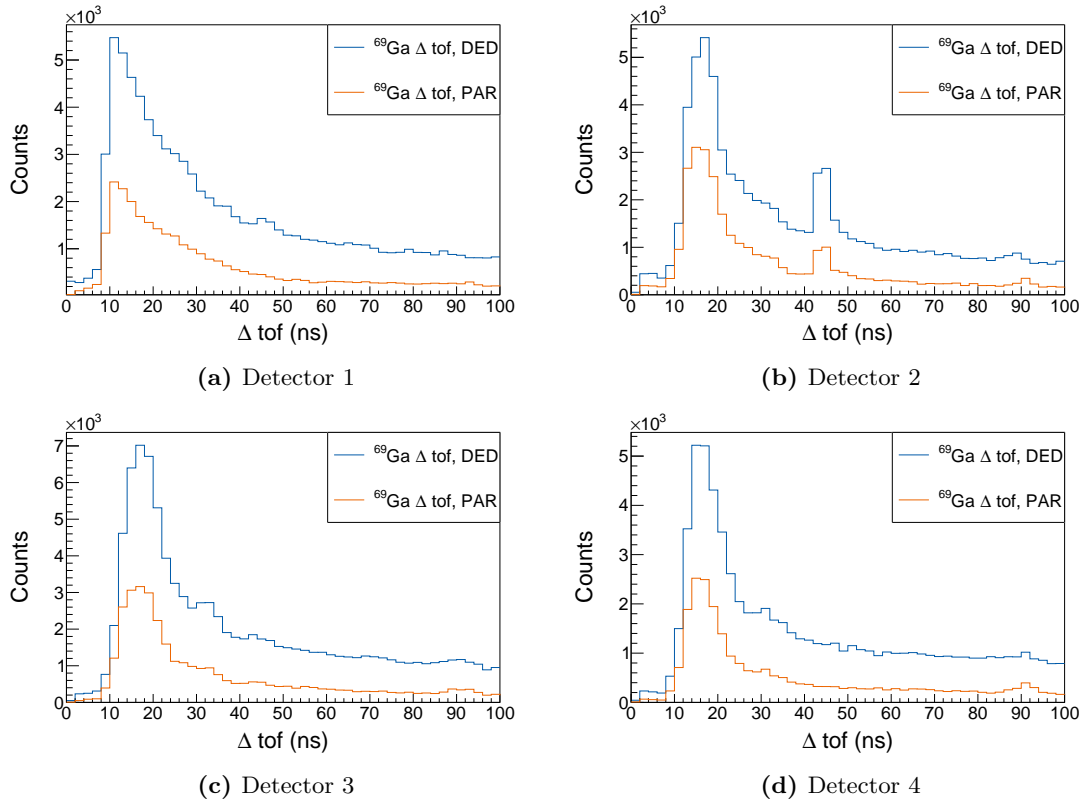 ×10³
5
4
3
2
1
0
Counts
⁶⁹Ga Δ tof, DED
⁶⁹Ga Δ tof, PAR
0 10 20 30 40 50 60 70 80 90 100
Δ tof (ns)
(a) Detector 1
×10³
5
4
3
2
1
0
Counts
⁶⁹Ga Δ tof, DED
⁶⁹Ga Δ tof, PAR
0 10 20 30 40 50 60 70 80 90 100
Δ tof (ns)
(b) Detector 2
×10³
7
6
5
4
3
2
1
0
Counts
⁶⁹Ga Δ tof, DED
⁶⁹Ga Δ tof, PAR
0 10 20 30 40 50 60 70 80 90 100
Δ tof (ns)
(c) Detector 3
×10³
5
4
3
2
1
0
Counts
⁶⁹Ga Δ tof, DED
⁶⁹Ga Δ tof, PAR
0 10 20 30 40 50 60 70 80 90 100
Δ tof (ns)
(d) Detector 4